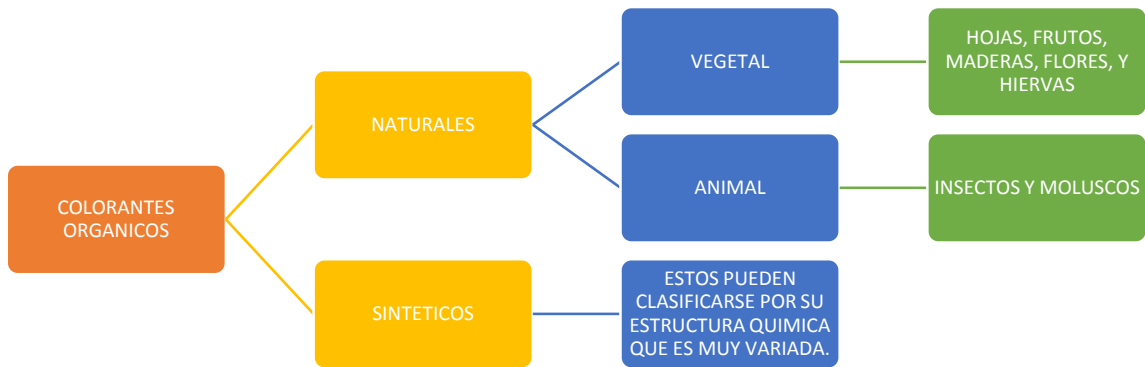 COLORANTES
ORGANICOS
NATURALES
VEGETAL
HOJAS, FRUTOS,
MADERAS, FLORES, Y
HIERVAS
ANIMAL
INSECTOS Y MOLUSCOS
SINTETICOS
ESTOS PUEDEN
CLASIFICARSE POR SU
ESTRUCTURA QUIMICA
QUE ES MUY VARIADA.